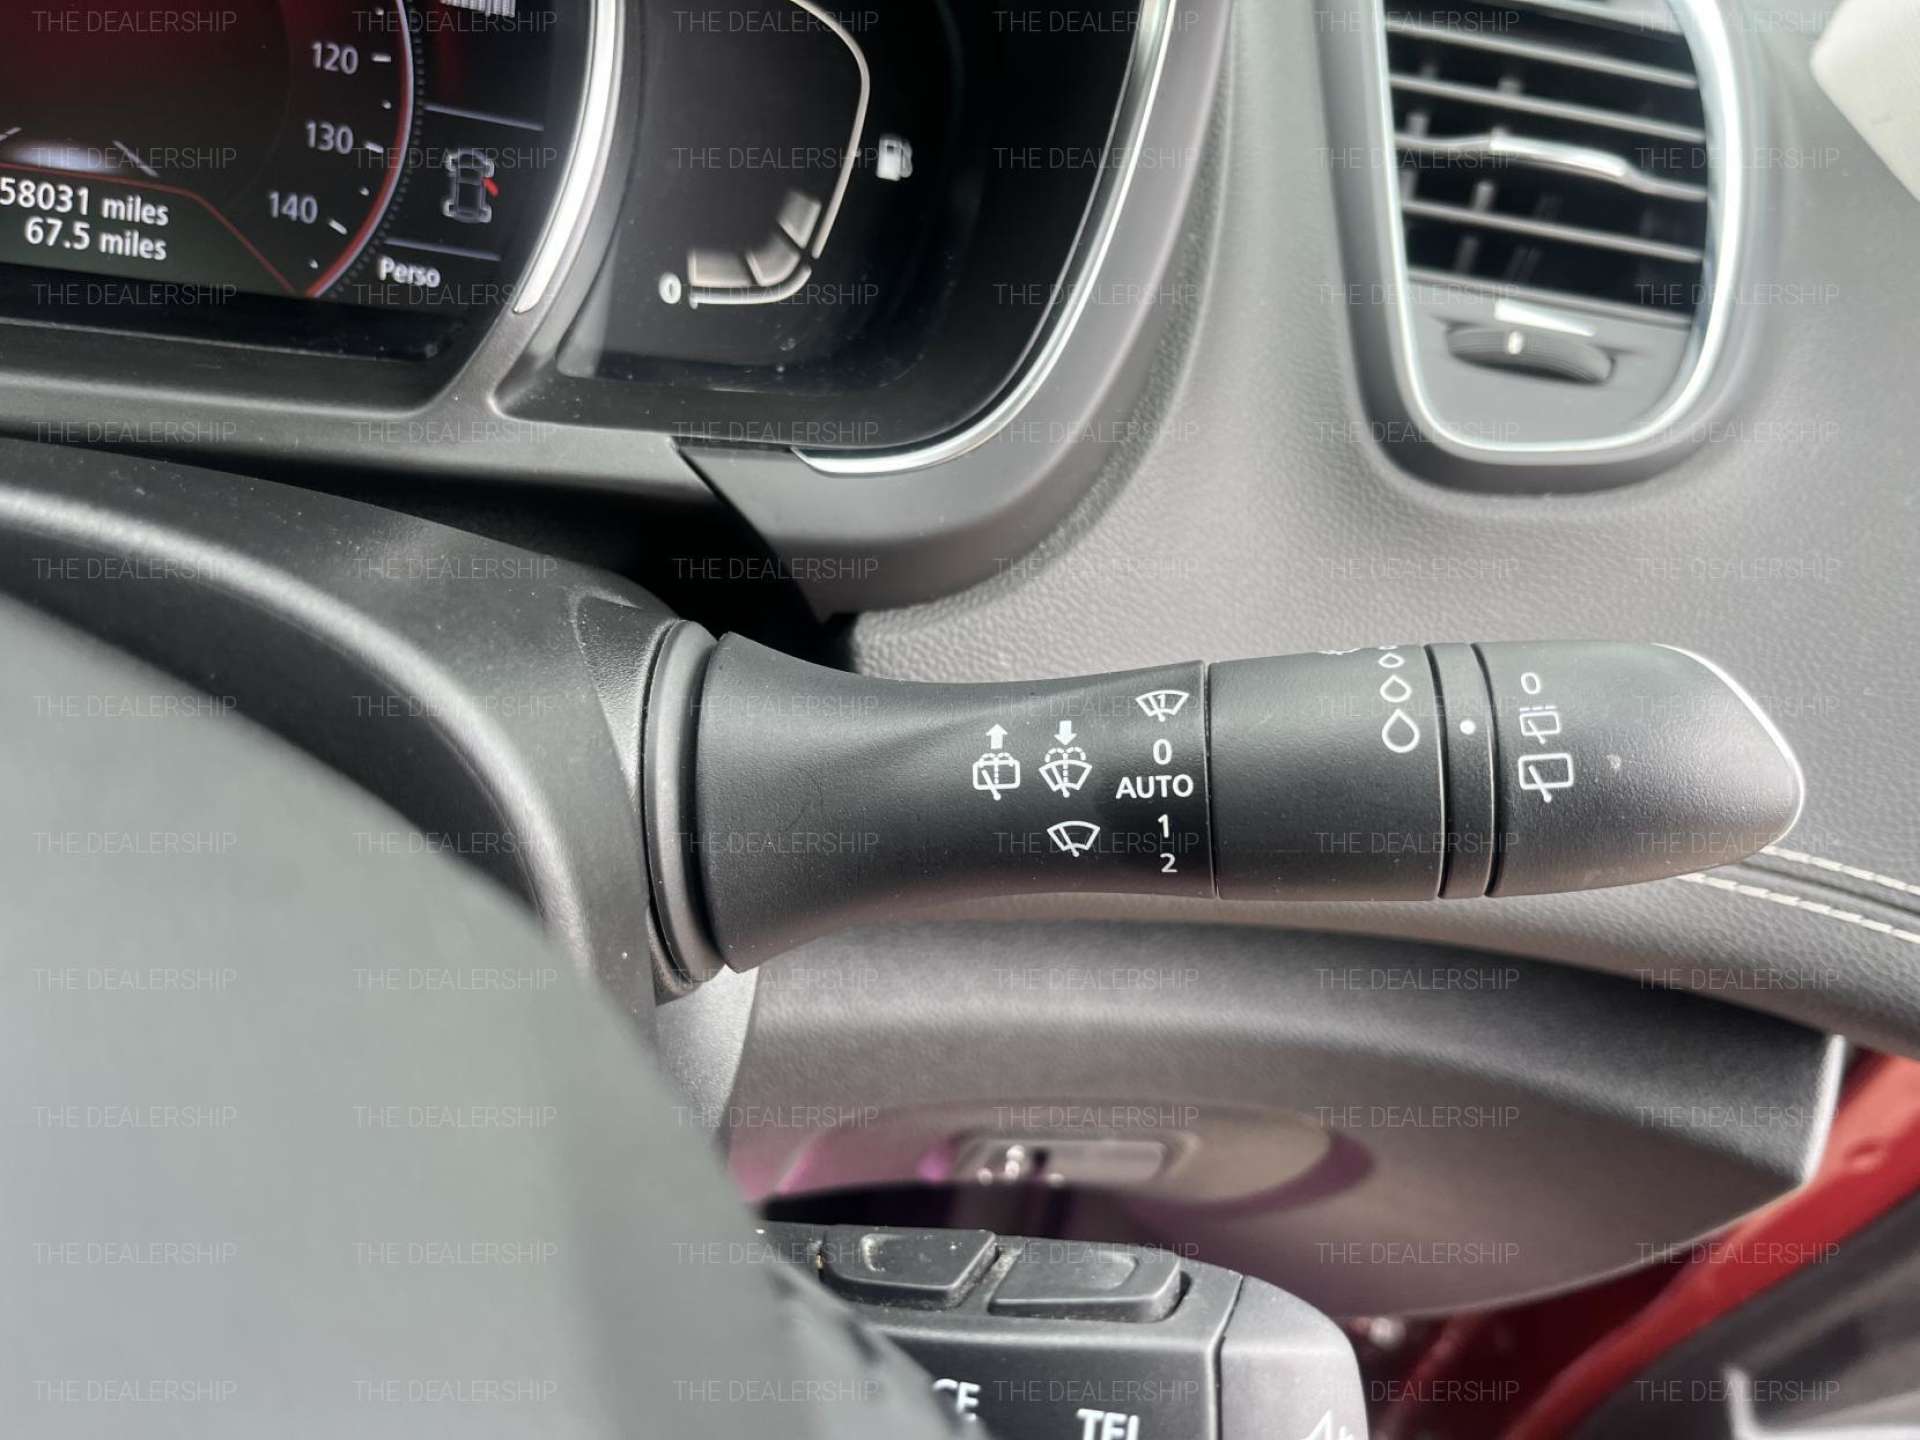 120
130
140
58031 miles
67.5 miles
Perso
0
0
AUTO
1
2
0
TEL
THE DEALERSHIP